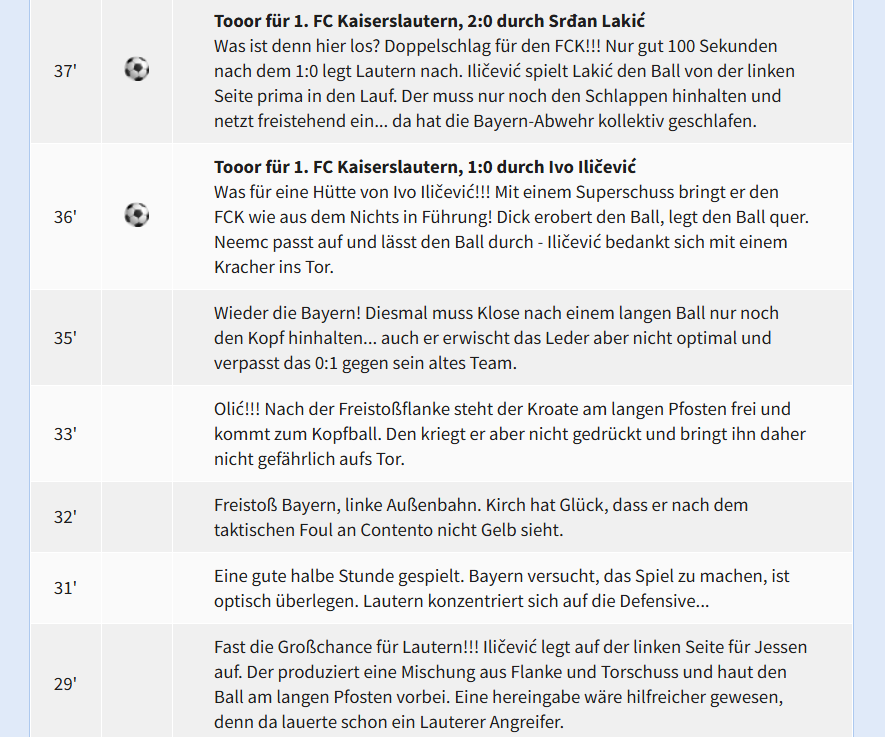 Tooor für 1. FC Kaiserslautern, 2:0 durch Srđan Lakić
37'
Was ist denn hier los? Doppelschlag für den FCK!!! Nur gut 100 Sekunden
nach dem 1:0 legt Lautern nach. Iličević spielt Lakić den Ball von der linken
Seite prima in den Lauf. Der muss nur noch den Schlappen hinhalten und
netzt freistehend ein... da hat die Bayern-Abwehr kollektiv geschlafen.
Tooor für 1. FC Kaiserslautern, 1:0 durch Ivo Iličević
36'
Was für eine Hütte von Ivo Iličević!!! Mit einem Superschuss bringt er den
FCK wie aus dem Nichts in Führung! Dick erobert den Ball, legt den Ball quer.
Neemc passt auf und lässt den Ball durch - Iličević bedankt sich mit einem
Kracher ins Tor.
35'
Wieder die Bayern! Diesmal muss Klose nach einem langen Ball nur noch
den Kopf hinhalten... auch er erwischt das Leder aber nicht optimal und
verpasst das 0:1 gegen sein altes Team.
33'
Olić!!! Nach der Freistoßflanke steht der Kroate am langen Pfosten frei und
kommt zum Kopfball. Den kriegt er aber nicht gedrückt und bringt ihn daher
nicht gefährlich aufs Tor.
32'
Freistoß Bayern, linke Außenbahn. Kirch hat Glück, dass er nach dem
taktischen Foul an Contento nicht Gelb sieht.
31'
Eine gute halbe Stunde gespielt. Bayern versucht, das Spiel zu machen, ist
optisch überlegen. Lautern konzentriert sich auf die Defensive...
29'
Fast die Großchance für Lautern!!! Iličević legt auf der linken Seite für Jessen
auf. Der produziert eine Mischung aus Flanke und Torschuss und haut den
Ball am langen Pfosten vorbei. Eine hereingabe wäre hilfreicher gewesen,
denn da lauerte schon ein Lauterer Angreifer.